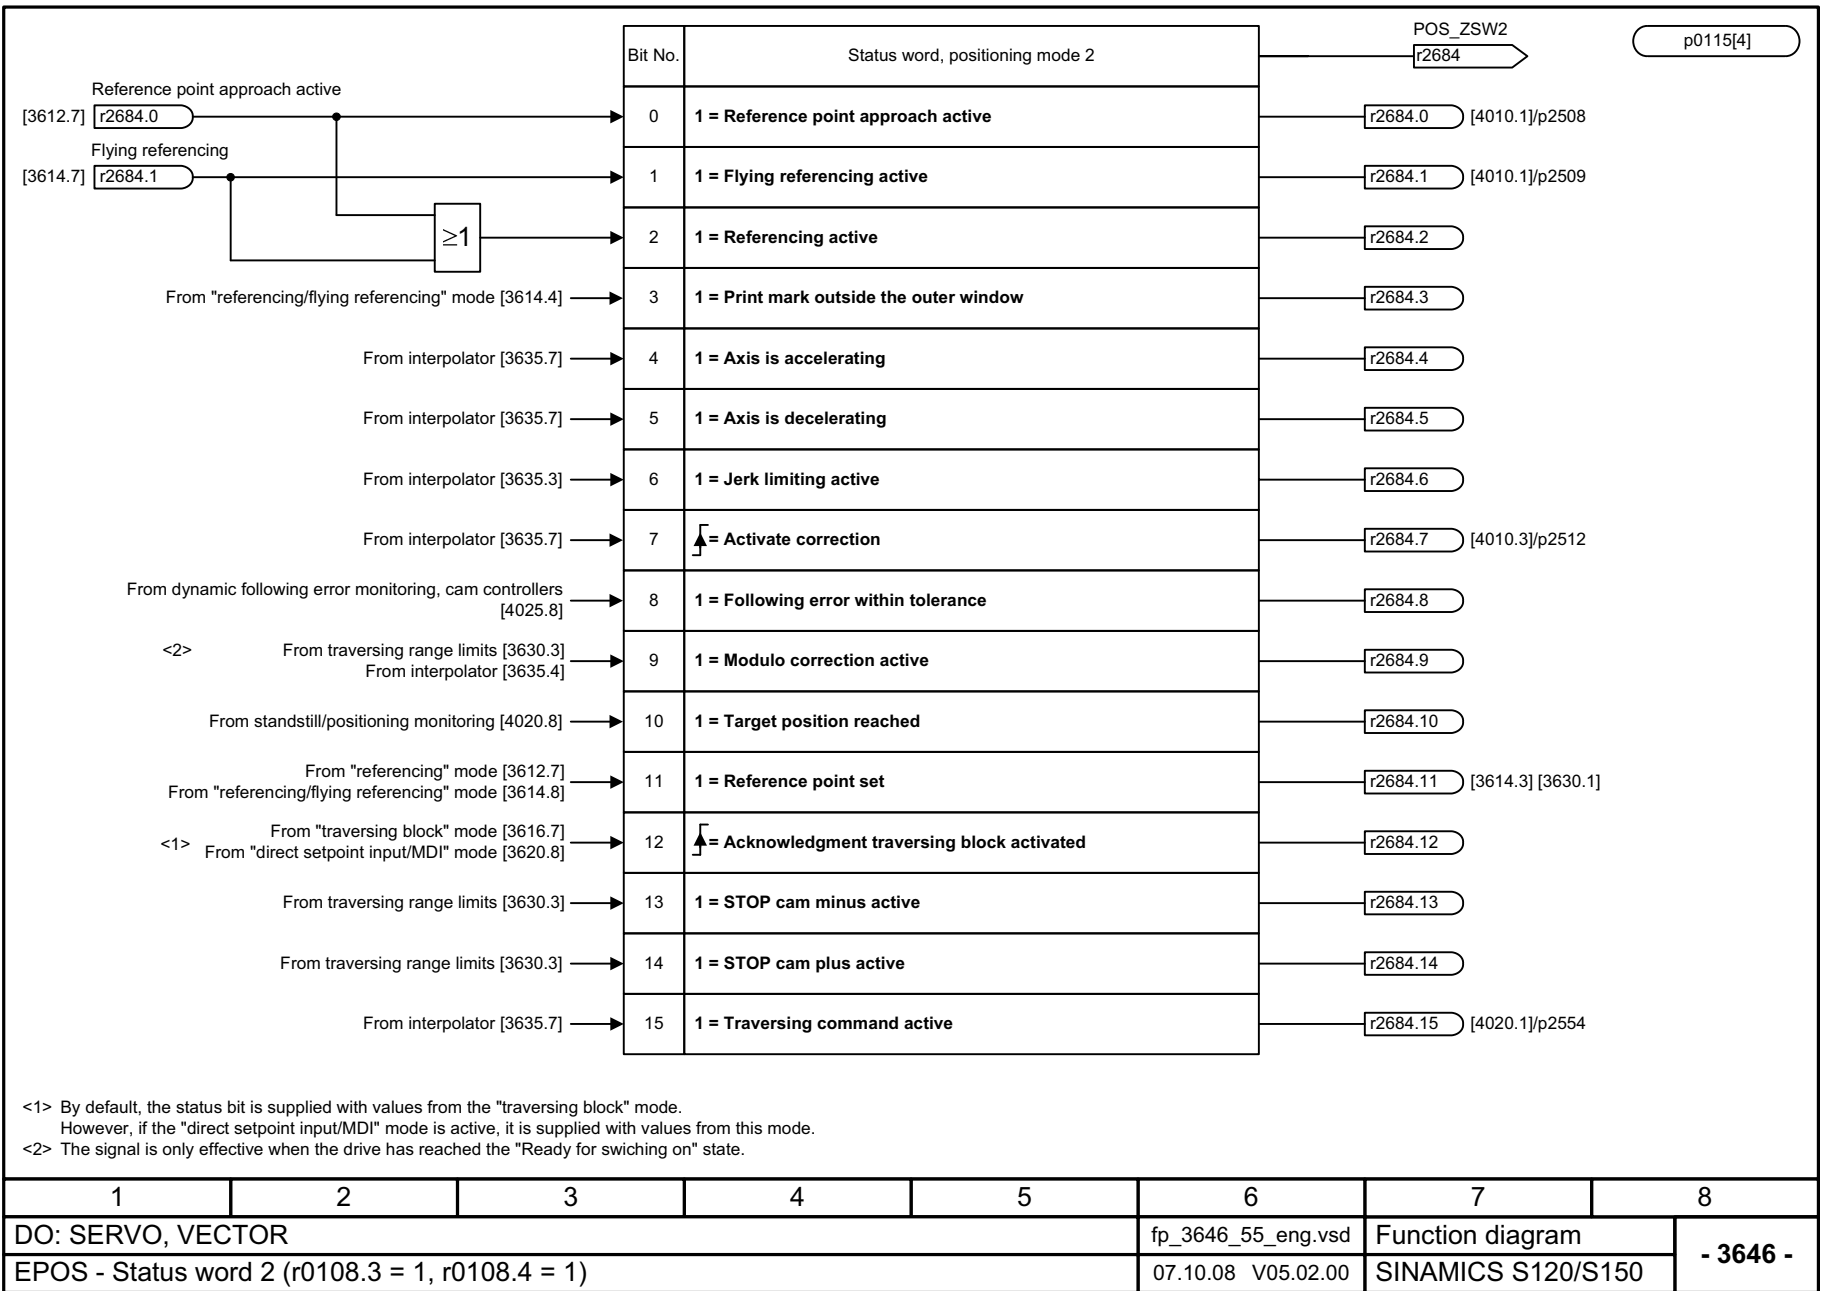 Bit No. Status word, positioning mode 2 POS_ZSW2 r2684 p0115[4]
Reference point approach active
[3612.7] r2684.0 0 1 = Reference point approach active r2684.0 [4010.1]/p2508
Flying referencing
[3614.7] r2684.1 1 1 = Flying referencing active r2684.1 [4010.1]/p2509
≥1 2 1 = Referencing active r2684.2
From "referencing/flying referencing" mode [3614.4] 3 1 = Print mark outside the outer window r2684.3
From interpolator [3635.7] 4 1 = Axis is accelerating r2684.4
From interpolator [3635.7] 5 1 = Axis is decelerating r2684.5
From interpolator [3635.3] 6 1 = Jerk limiting active r2684.6
From interpolator [3635.7] 7 = Activate correction r2684.7 [4010.3]/p2512
From dynamic following error monitoring, cam controllers
[4025.8] 8 1 = Following error within tolerance r2684.8
<2> From traversing range limits [3630.3]
From interpolator [3635.4] 9 1 = Modulo correction active r2684.9
From standstill/positioning monitoring [4020.8] 10 1 = Target position reached r2684.10
From "referencing" mode [3612.7]
From "referencing/flying referencing" mode [3614.8] 11 1 = Reference point set r2684.11 [3614.3] [3630.1]
<1> From "traversing block" mode [3616.7]
From "direct setpoint input/MDI" mode [3620.8] 12 = Acknowledgment traversing block activated r2684.12
From traversing range limits [3630.3] 13 1 = STOP cam minus active r2684.13
From traversing range limits [3630.3] 14 1 = STOP cam plus active r2684.14
From interpolator [3635.7] 15 1 = Traversing command active r2684.15 [4020.1]/p2554
<1> By default, the status bit is supplied with values from the "traversing block" mode.
However, if the "direct setpoint input/MDI" mode is active, it is supplied with values from this mode.
<2> The signal is only effective when the drive has reached the "Ready for swiching on" state.
1 2 3 4 5 6 7 8
DO: SERVO, VECTOR fp_3646_55_eng.vsd Function diagram - 3646 -
EPOS - Status word 2 (r0108.3 = 1, r0108.4 = 1) 07.10.08 V05.02.00 SINAMICS S120/S150